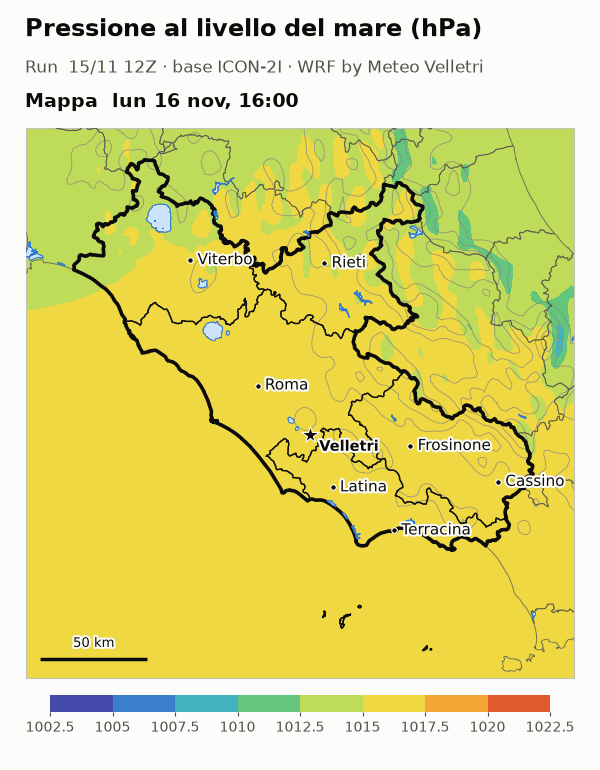 Pressione al livello del mare (hPa)
Run  15/11 12Z · base ICON-2I · WRF by Meteo Velletri
Mappa  lun 16 nov, 16:00
Viterbo
Rieti
Roma
Velletri
Frosinone
Cassino
Latina
Terracina
50 km
1002.5 1005 1007.5 1010 1012.5 1015 1017.5 1020 1022.5